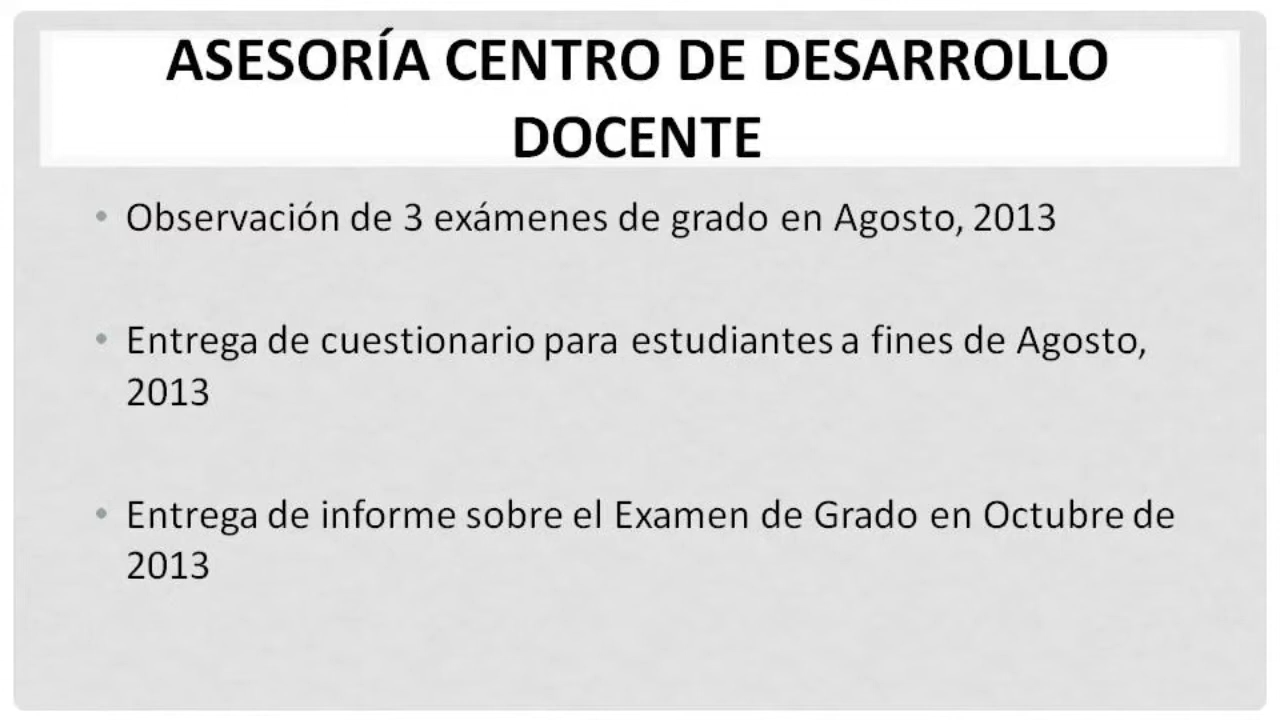 ASESORÍA CENTRO DE DESARROLLO
DOCENTE
• Observación de 3 exámenes de grado en Agosto, 2013
• Entrega de cuestionario para estudiantes a fines de Agosto,
2013
• Entrega de informe sobre el Examen de Grado en Octubre de
2013